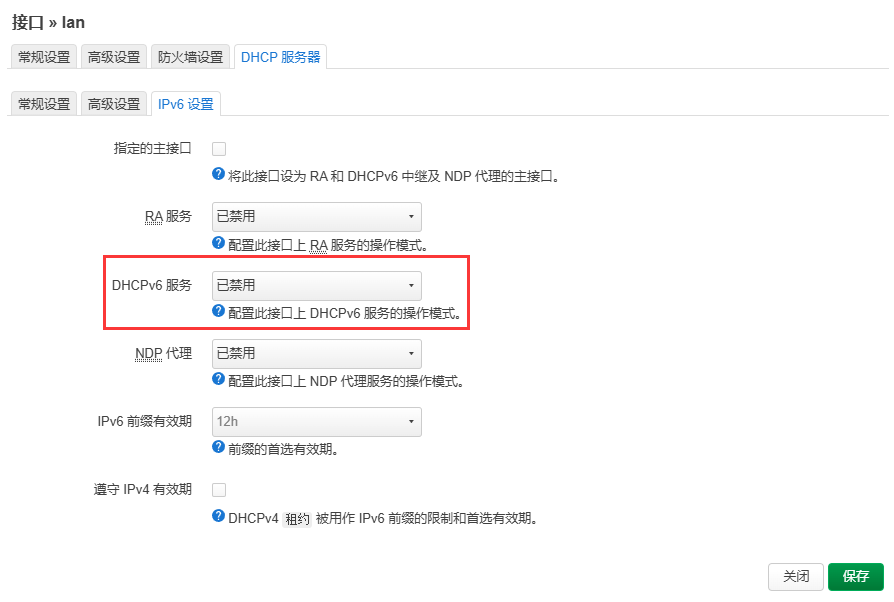 接口 » lan
常规设置 高级设置 防火墙设置 DHCP 服务器
常规设置 高级设置 IPv6 设置
指定的主接口
将此接口设为 RA 和 DHCPv6 中继及 NDP 代理的主接口。
RA 服务 已禁用
配置此接口上 RA 服务的操作模式。
DHCPv6 服务 已禁用
配置此接口上 DHCPv6 服务的操作模式。
NDP 代理 已禁用
配置此接口上 NDP 代理服务的操作模式。
IPv6 前缀有效期 12h
前缀的首选有效期。
遵守 IPv4 有效期
DHCPv4 租约 被用作 IPv6 前缀的限制和首选有效期。
关闭 保存